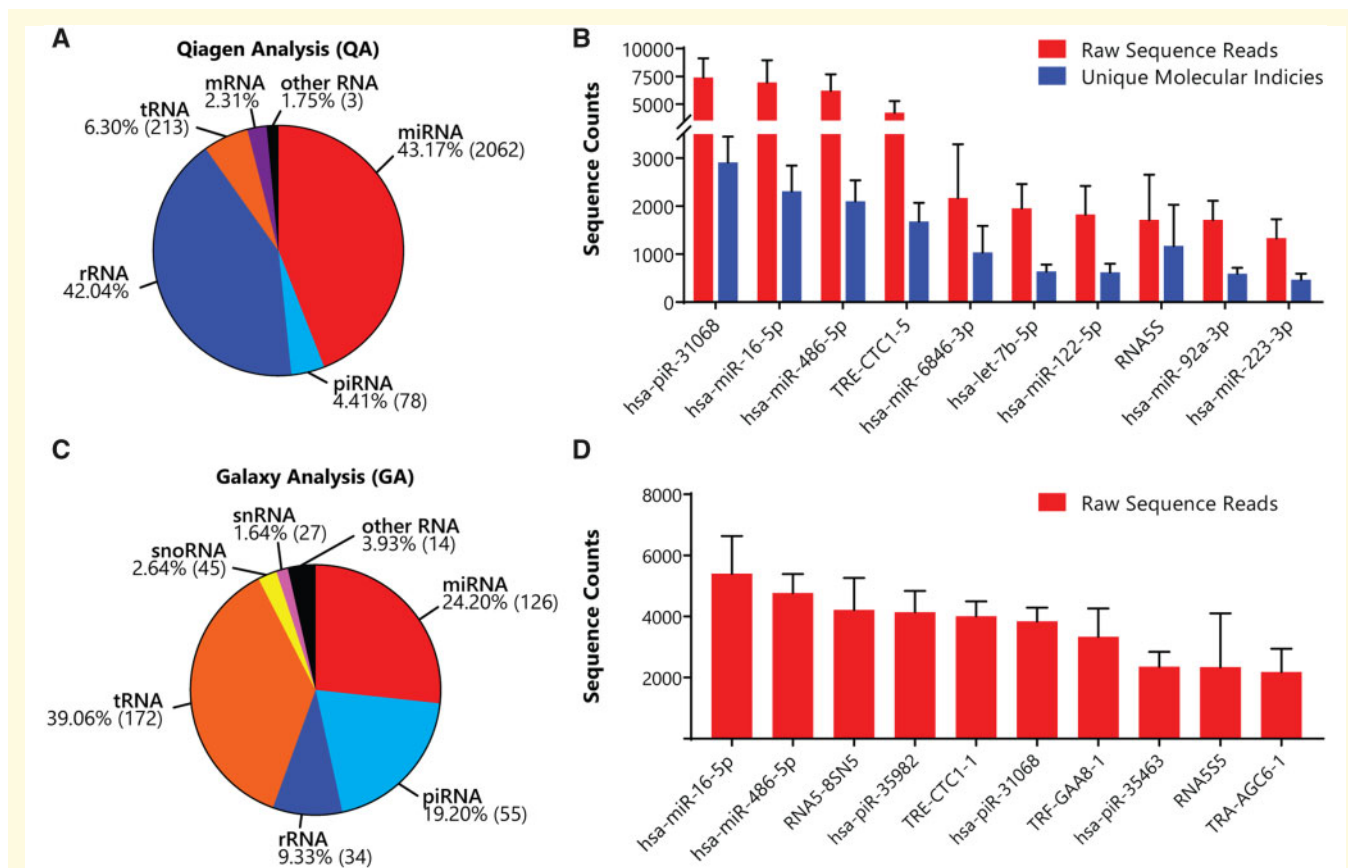 A
Qiagen Analysis (QA)
mRNA
2.31%
other RNA
1.75% (3)
tRNA
6.30% (213)
miRNA
43.17% (2062)
rRNA
42.04%
piRNA
4.41% (78)
B
Sequence Counts
10000
7500
5000
3000
2000
1000
0
Raw Sequence Reads
Unique Molecular Indicies
hsa-piR-31068
hsa-miR-16-5p
hsa-miR-486-5p
TRE-CTC1-5
hsa-miR-6846-3p
hsa-let-7b-5p
hsa-miR-122-5p
RNA5S
hsa-miR-92a-3p
hsa-miR-223-3p
C
Galaxy Analysis (GA)
snRNA
1.64% (27)
other RNA
3.93% (14)
snoRNA
2.64% (45)
miRNA
24.20% (126)
tRNA
39.06% (172)
piRNA
19.20% (55)
rRNA
9.33% (34)
D
Sequence Counts
8000
6000
4000
2000
Raw Sequence Reads
hsa-miR-16-5p
hsa-miR-486-5p
RNA5-8SN5
hsa-piR-35982
TRE-CTC1-1
hsa-piR-31068
TRF-GAA8-1
hsa-piR-35463
RNA5S5
TRA-AGC6-1